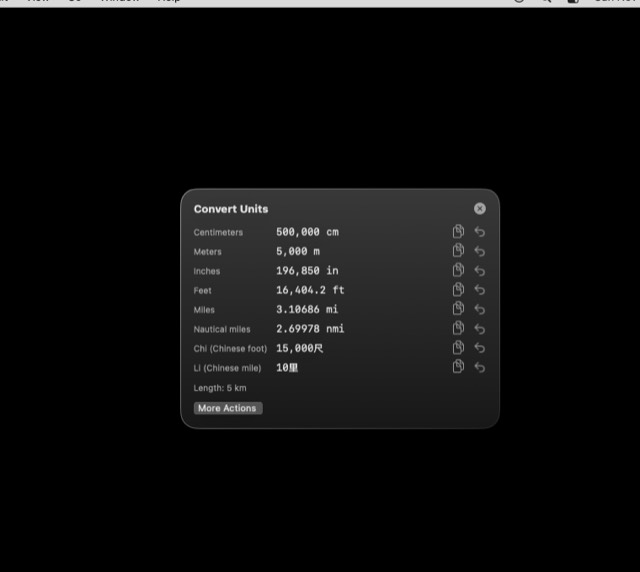 Window Help
Convert Units
Centimeters 500,000 cm
Meters 5,000 m
Inches 196,850 in
Feet 16,404.2 ft
Miles 3.10686 mi
Nautical miles 2.69978 nmi
Chi (Chinese foot) 15,000尺
Li (Chinese mile) 10里
Length: 5 km
More Actions